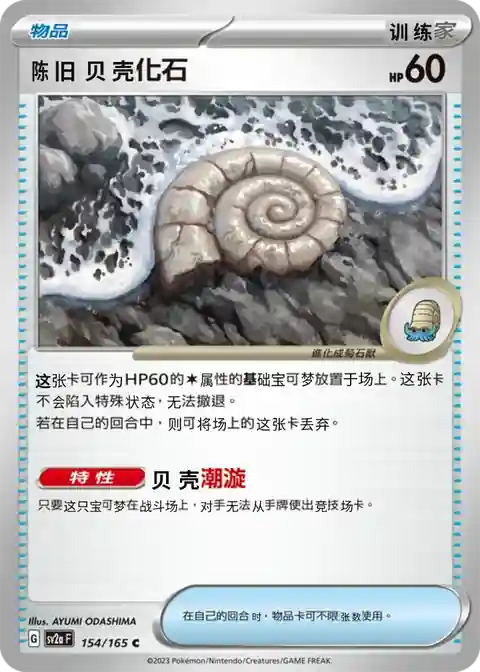 物品
训练家
陈旧贝壳化石
HP60
進化成菊石獸
这张卡可作为HP60的✶属性的基础宝可梦放置于场上。这张卡
不会陷入特殊状态，无法撤退。
若在自己的回合中，则可将场上的这张卡丢弃。
特性 贝壳潮漩
只要这只宝可梦在战斗场上，对手无法从手牌使出竞技场卡。
Illus. AYUMI ODASHIMA
在自己的回合时，物品卡可不限张数使用。
G sv2a F 154/165 C
©2023 Pokémon/Nintendo/Creatures/GAME FREAK.